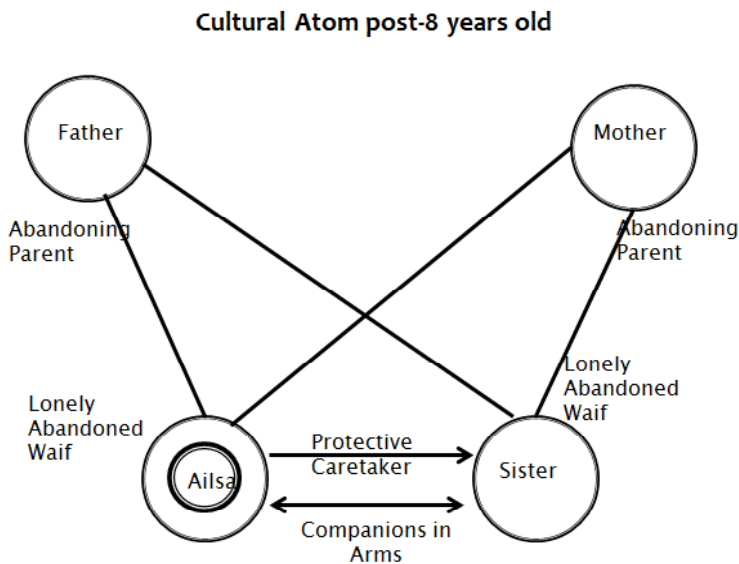 Cultural Atom post-8 years old
Father
Mother
Abandoning
Parent
Abandoning
Parent
Lonely
Abandoned
Waif
Lonely
Abandoned
Waif
Protective
Caretaker
Ailsa
Sister
Companions in
Arms